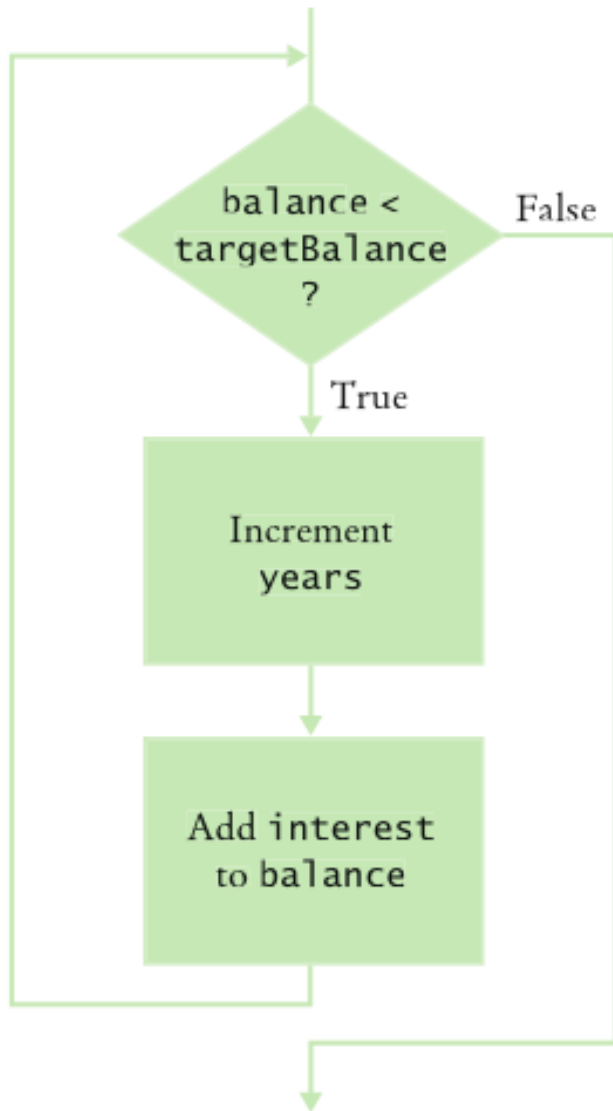 balance <
targetBalance
?
False
True
Increment
years
Add interest
to balance